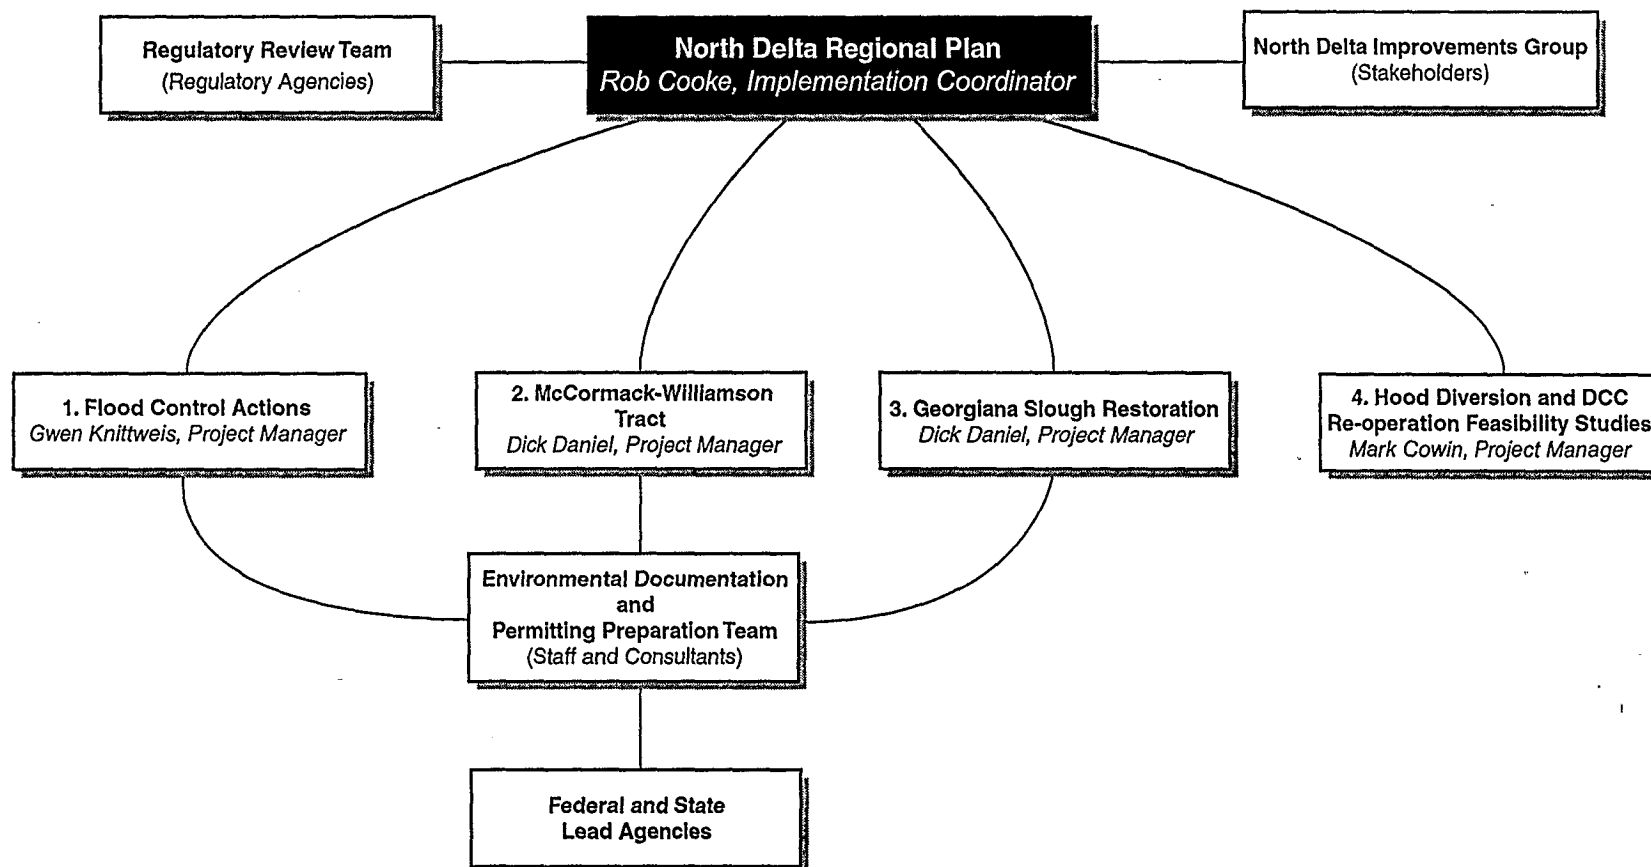 Regulatory Review Team
(Regulatory Agencies)
North Delta Regional Plan
Rob Cooke, Implementation Coordinator
North Delta Improvements Group
(Stakeholders)
1. Flood Control Actions
Gwen Knittweis, Project Manager
2. McCormack-Williamson
Tract
Dick Daniel, Project Manager
3. Georgiana Slough Restoration
Dick Daniel, Project Manager
4. Hood Diversion and DCC
Re-operation Feasibility Studies
Mark Cowin, Project Manager
Environmental Documentation
and
Permitting Preparation Team
(Staff and Consultants)
Federal and State
Lead Agencies